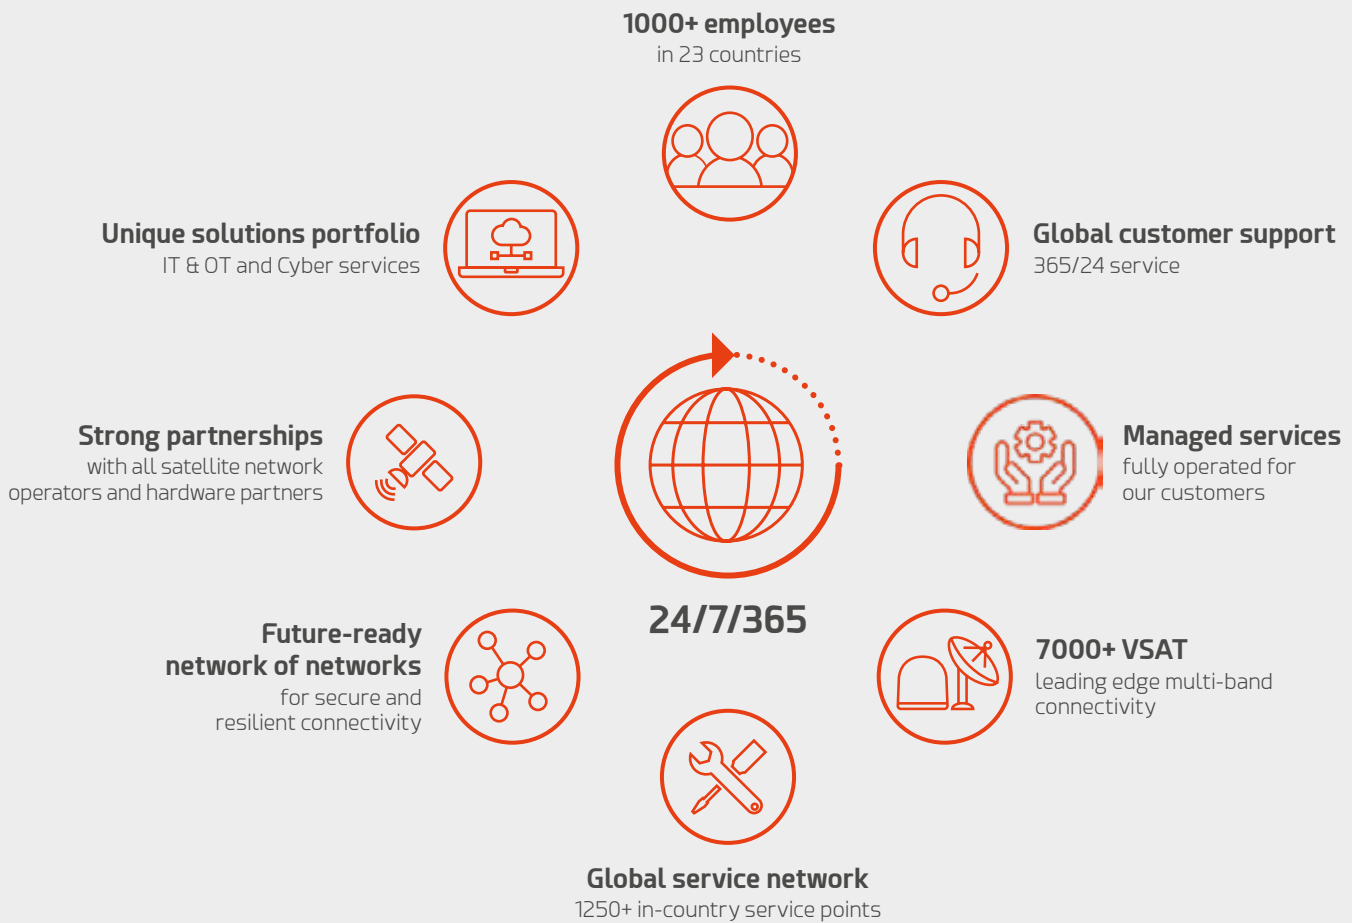 1000+ employees
in 23 countries
Unique solutions portfolio
IT & OT and Cyber services
Global customer support
365/24 service
Strong partnerships
with all satellite network
operators and hardware partners
Managed services
fully operated for
our customers
24/7/365
Future-ready
network of networks
for secure and
resilient connectivity
7000+ VSAT
leading edge multi-band
connectivity
Global service network
1250+ in-country service points